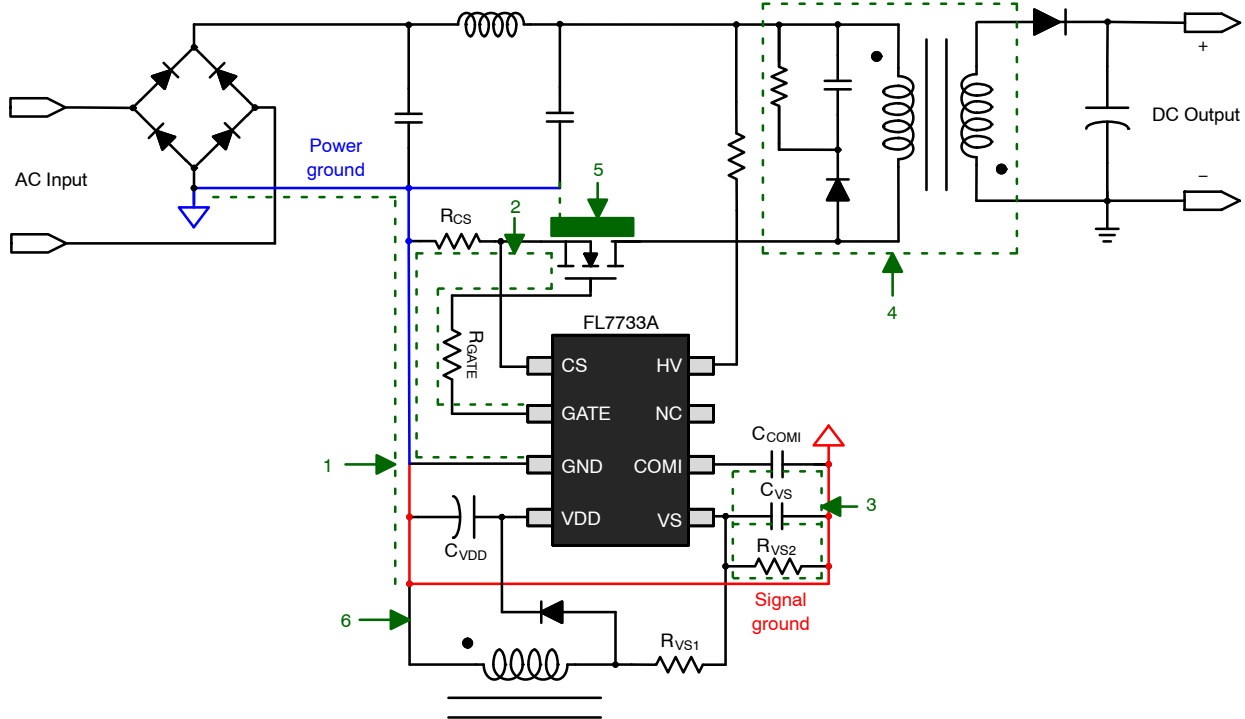 +
DC Output
−
AC Input
Power
ground
5
2
RCS
4
FL7733A
RGATE
CS
HV
GATE
NC
CCOMI
1
GND
COMI
CVS
3
VDD
VS
CVDD
RVS2
Signal
ground
6
RVS1